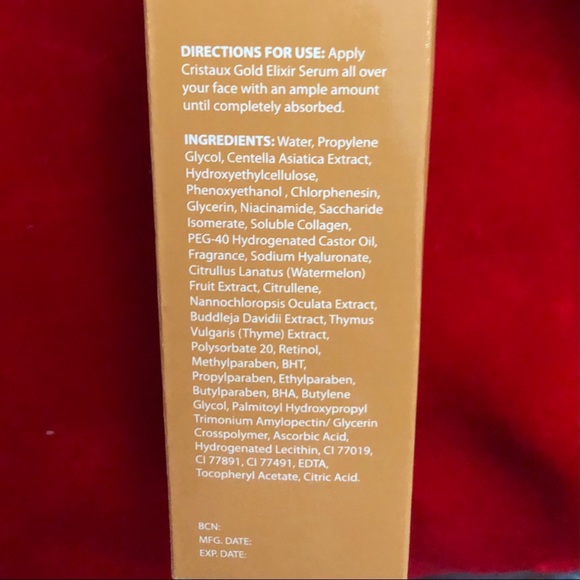 DIRECTIONS FOR USE: Apply
Cristaux Gold Elixir Serum all over
your face with an ample amount
until completely absorbed.
INGREDIENTS: Water, Propylene
Glycol, Centella Asiatica Extract,
Hydroxyethylcellulose,
Phenoxyethanol , Chlorphenesin,
Glycerin, Niacinamide, Saccharide
Isomerate, Soluble Collagen,
PEG-40 Hydrogenated Castor Oil,
Fragrance, Sodium Hyaluronate,
Citrullus Lanatus (Watermelon)
Fruit Extract, Citrullene,
Nannochloropsis Oculata Extract,
Buddleja Davidii Extract, Thymus
Vulgaris (Thyme) Extract,
Polysorbate 20, Retinol,
Methylparaben, BHT,
Propylparaben, Ethylparaben,
Butylparaben, BHA, Butylene
Glycol, Palmitoyl Hydroxypropyl
Trimonium Amylopectin/ Glycerin
Crosspolymer, Ascorbic Acid,
Hydrogenated Lecithin, CI 77019,
CI 77891, CI 77491, EDTA,
Tocopheryl Acetate, Citric Acid.
BCN:
MFG. DATE:
EXP. DATE: